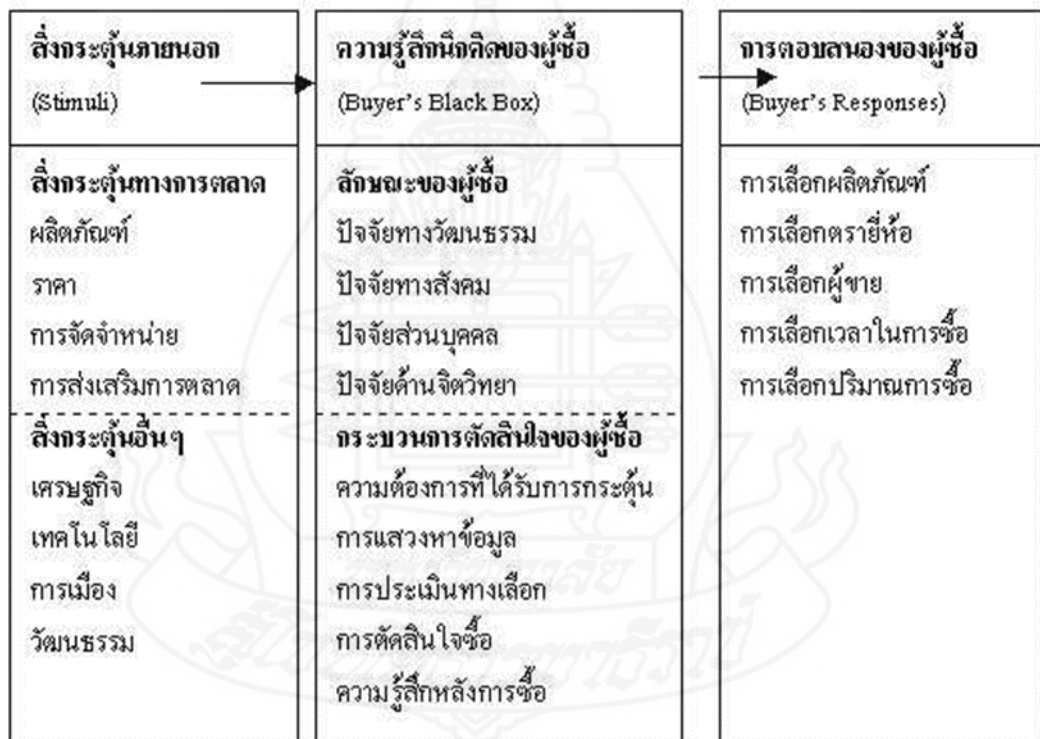 สิ่งกระตุ้นภายนอก
(Stimuli)
สิ่งกระตุ้นทางการตลาด
ผลิตภัณฑ์
ราคา
การจัดจำหน่าย
การส่งเสริมการตลาด
สิ่งกระตุ้นอื่นๆ
เศรษฐกิจ
เทคโนโลยี
การเมือง
วัฒนธรรม
ความรู้สึกนึกคิดของผู้ซื้อ
(Buyer's Black Box)
ลักษณะของผู้ซื้อ
ปัจจัยทางวัฒนธรรม
ปัจจัยทางสังคม
ปัจจัยส่วนบุคคล
ปัจจัยด้านจิตวิทยา
กระบวนการตัดสินใจของผู้ซื้อ
ความต้องการที่ได้รับการกระตุ้น
การแสวงหาข้อมูล
การประเมินทางเลือก
การตัดสินใจซื้อ
ความรู้สึกหลังการซื้อ
การตอบสนองของผู้ซื้อ
(Buyer's Responses)
การเลือกผลิตภัณฑ์
การเลือกตรายี่ห้อ
การเลือกผู้ขาย
การเลือกเวลาในการซื้อ
การเลือกปริมาณการซื้อ